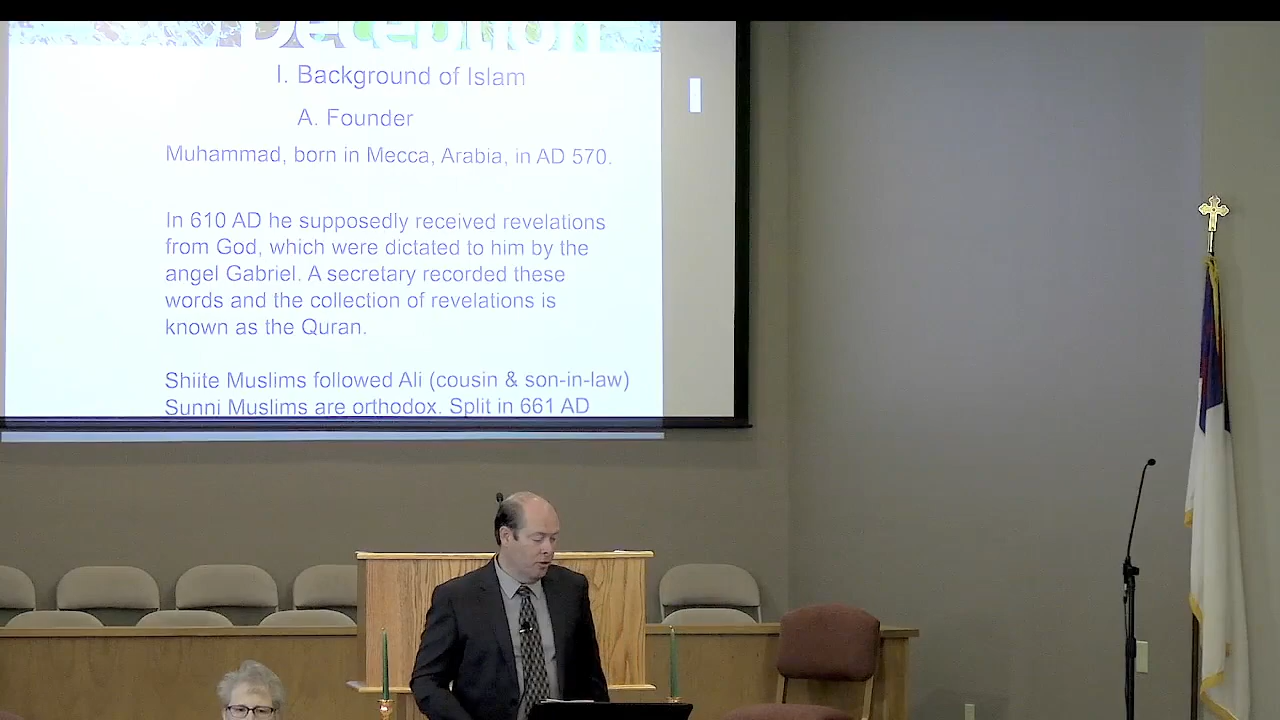 Deception
I. Background of Islam
A. Founder
Muhammad, born in Mecca, Arabia, in AD 570.
In 610 AD he supposedly received revelations
from God, which were dictated to him by the
angel Gabriel. A secretary recorded these
words and the collection of revelations is
known as the Quran.
Shiite Muslims followed Ali (cousin & son-in-law)
Sunni Muslims are orthodox. Split in 661 AD